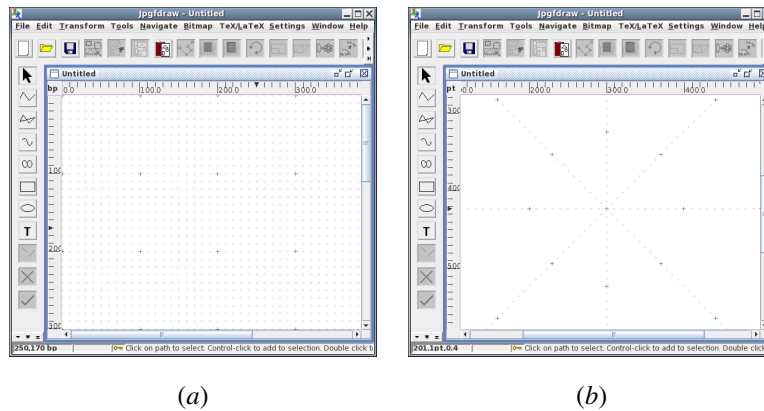 Jpgfdraw - Untitled
File Edit Transform Tools Navigate Bitmap TeX/LaTeX Settings Window Help
Untitled
bp 0.0 100.0 200.0 300.0
100
200
300
T
250,170 bp Click on path to select. Control-click to add to selection. Double click t
(a)
Jpgfdraw - Untitled
File Edit Transform Tools Navigate Bitmap TeX/LaTeX Settings Window Help
Untitled
pt 200.0 300.0 400.0
300
400
500
T
201.1pt,0.4 Click on path to select. Control-click to add to selection. Double clic
(b)